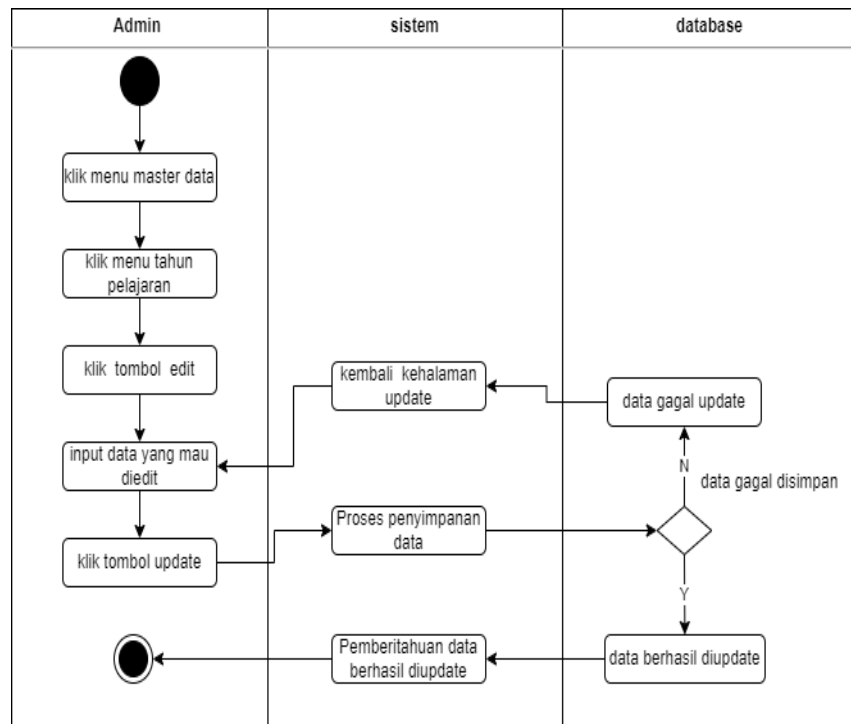 Admin
sistem
database
klik menu master data
klik menu tahun
pelajaran
klik tombol edit
kembali kehalaman
update
data gagal update
input data yang mau
diedit
N
data gagal disimpan
Proses penyimpanan
data
klik tombol update
Y
Pemberitahuan data
berhasil diupdate
data berhasil diupdate